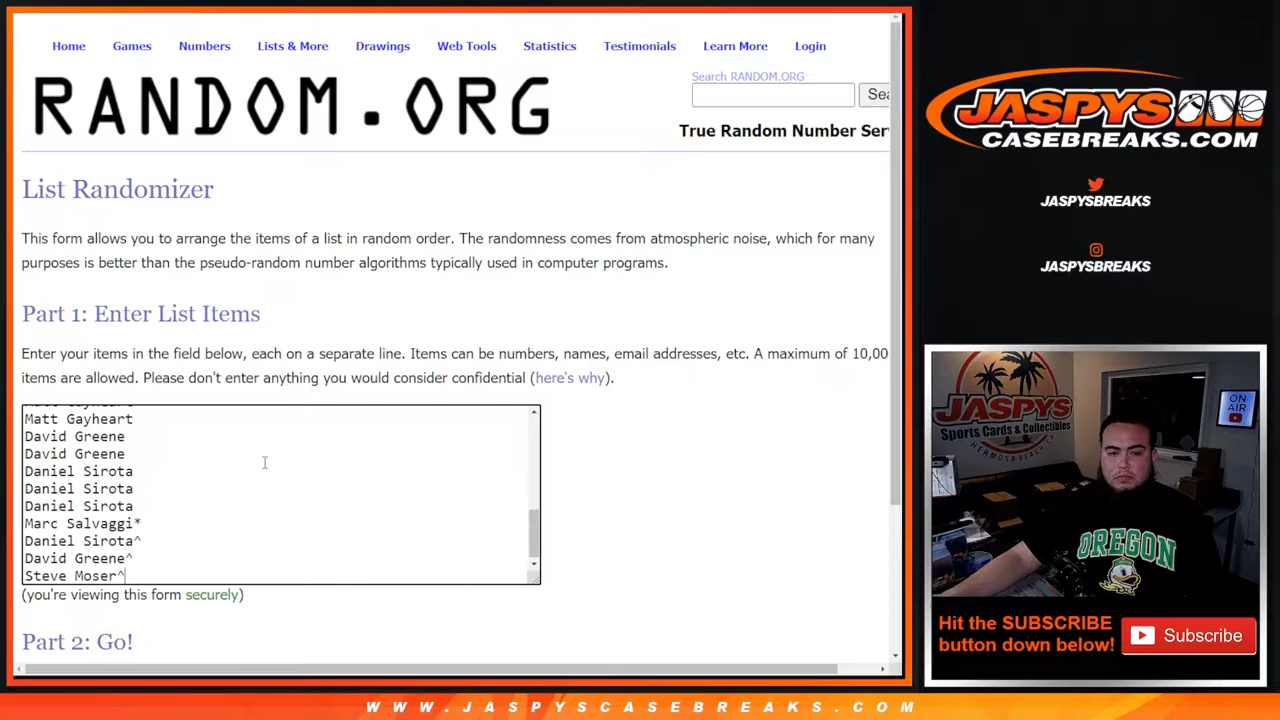 Home Games Numbers Lists & More Drawings Web Tools Statistics Testimonials Learn More Login
RANDOM.ORG
Search RANDOM.ORG
Sea
True Random Number Ser
List Randomizer
This form allows you to arrange the items of a list in random order. The randomness comes from atmospheric noise, which for many
purposes is better than the pseudo-random number algorithms typically used in computer programs.
Part 1: Enter List Items
Enter your items in the field below, each on a separate line. Items can be numbers, names, email addresses, etc. A maximum of 10,00
items are allowed. Please don't enter anything you would consider confidential (here's why).
Matt Gayheart
David Greene
David Greene
Daniel Sirota
Daniel Sirota
Daniel Sirota
Marc Salvaggi*
Daniel Sirota^
David Greene^
Steve Moser^
(you're viewing this form securely)
Part 2: Go!
JASPYS
CASEBREAKS.COM
JASPYSBREAKS
JASPYSBREAKS
JASPYS
Sports Cards & Collectibles
HERMOSA BEACH, CA
ON
AIR
OREGON
Hit the SUBSCRIBE
button down below!
Subscribe
WWW.JASPYSCASEBREAKS.COM